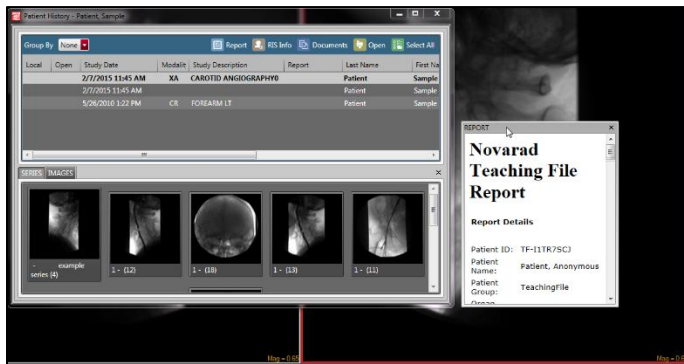 Patient History - Patient, Sample
Group By None Report RIS Info Documents Open Select All
Local Open Study Date Modalit Study Description Report Last Name First Na
2/7/2015 11:45 AM XA CAROTID ANGIOGRAPHY0 Patient Sample
2/7/2015 11:45 AM Patient Sample
5/26/2010 1:22 PM CR FOREARM LT Patient Sample
SERIES IMAGES
- example
series (4)
1 - (12)
1 - (18)
1 - (13)
1 - (11)
REPORT
Novarad
Teaching File
Report
Report Details
Patient ID: TF-I1TR7SCJ
Patient
Name: Patient, Anonymous
Patient
Group: TeachingFile
Organ
Mag = 0.65